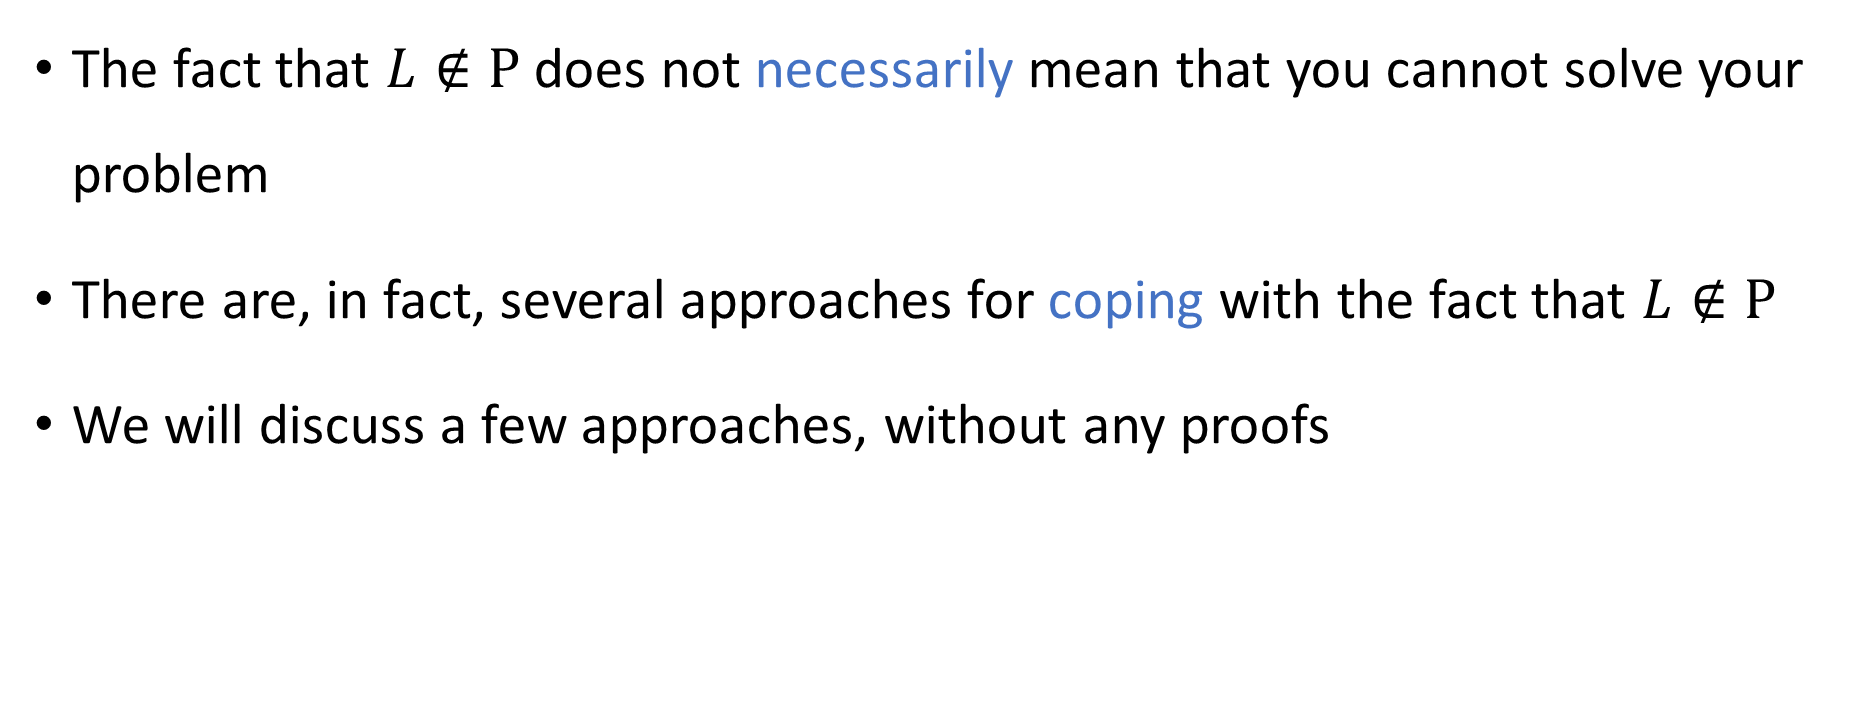 • The fact that L ∉ P does not necessarily mean that you cannot solve your
problem
• There are, in fact, several approaches for coping with the fact that L ∉ P
• We will discuss a few approaches, without any proofs